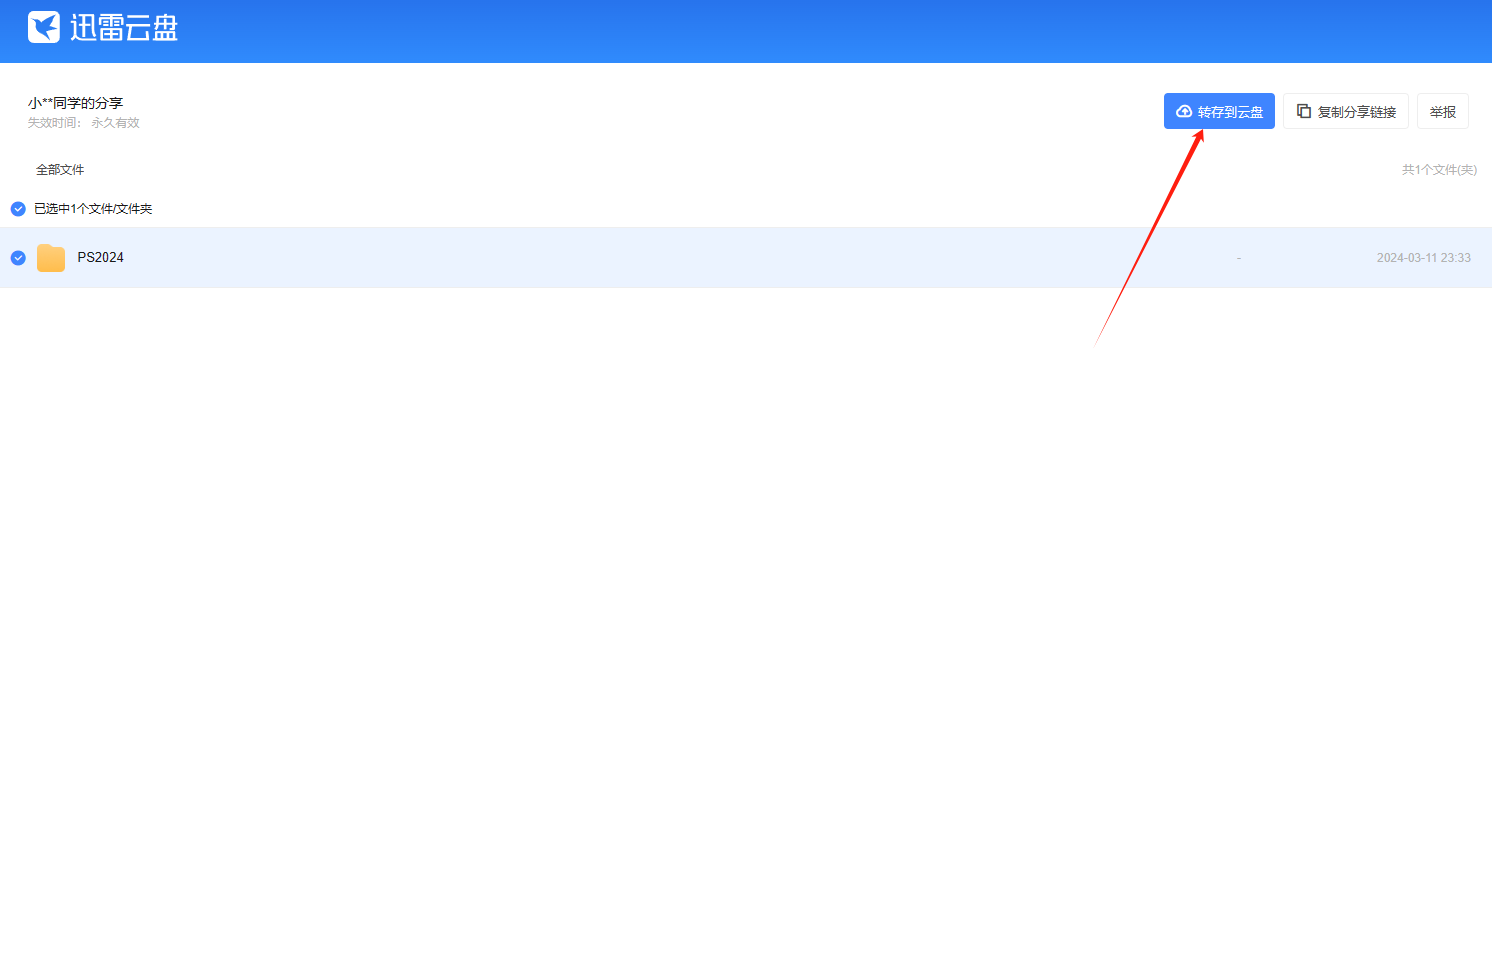 迅雷云盘
小**同学的分享
失效时间： 永久有效
转存到云盘
复制分享链接
举报
全部文件
共1个文件(夹)
已选中1个文件/文件夹
PS2024
-
2024-03-11 23:33